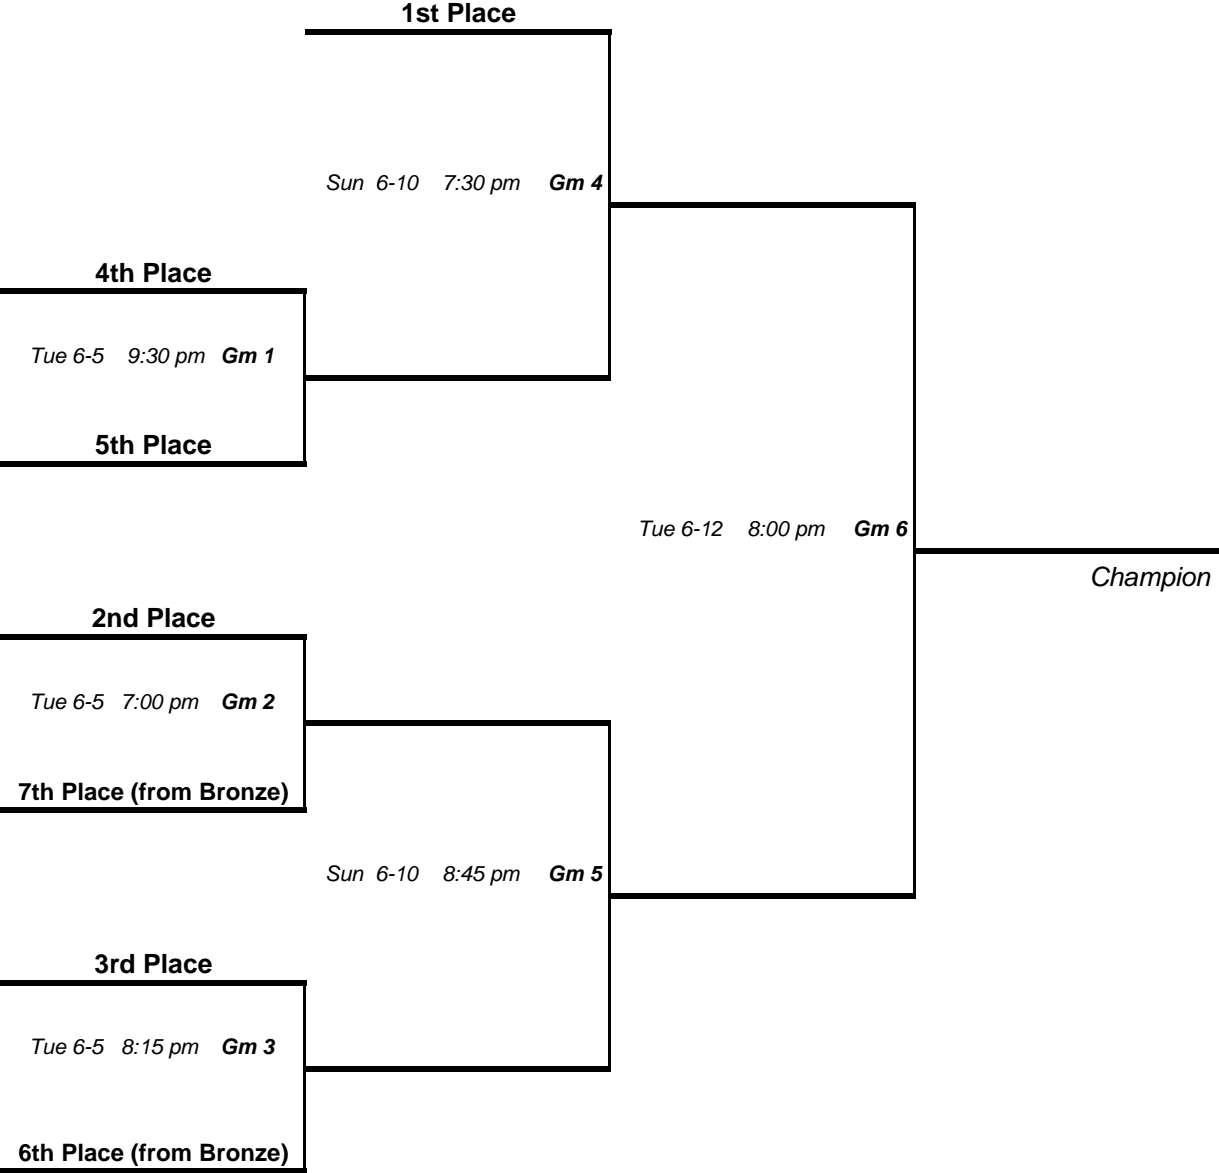 1st Place
Sun 6-10 7:30 pm Gm 4
4th Place
Tue 6-5 9:30 pm Gm 1
5th Place
Tue 6-12 8:00 pm Gm 6
Champion
2nd Place
Tue 6-5 7:00 pm Gm 2
7th Place (from Bronze)
Sun 6-10 8:45 pm Gm 5
3rd Place
Tue 6-5 8:15 pm Gm 3
6th Place (from Bronze)